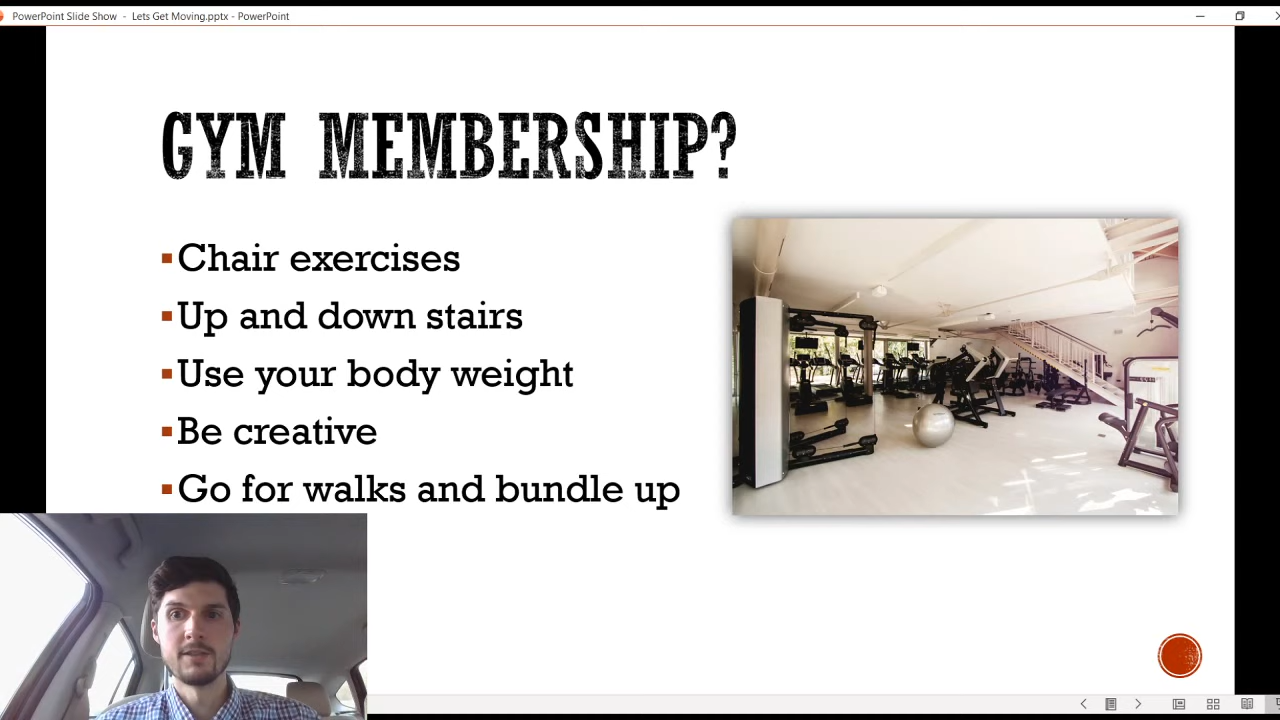 PowerPoint Slide Show - Lets Get Moving.pptx - PowerPoint
GYM MEMBERSHIP?
▪Chair exercises
▪Up and down stairs
▪Use your body weight
▪Be creative
▪Go for walks and bundle up